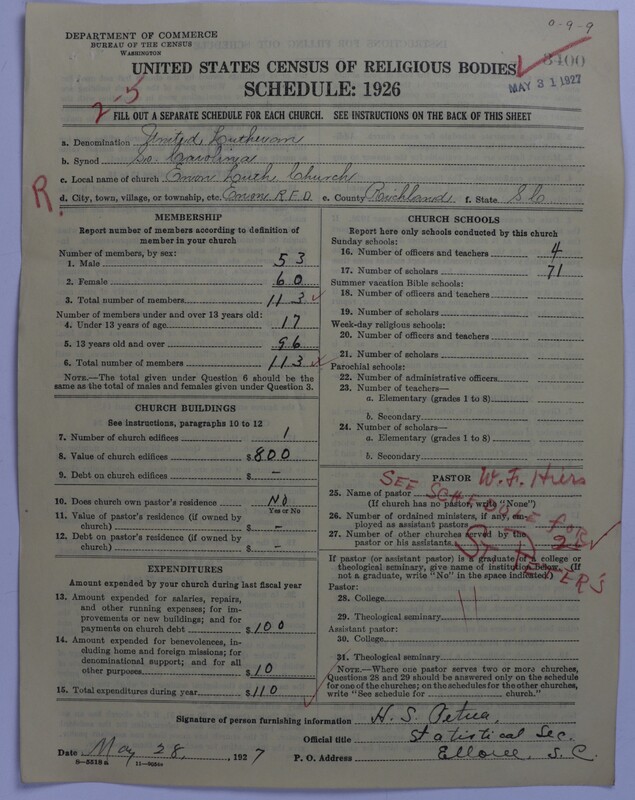 0-9-9
DEPARTMENT OF COMMERCE
BUREAU OF THE CENSUS
WASHINGTON
3400
MAY 31 1927
UNITED STATES CENSUS OF RELIGIOUS BODIES
SCHEDULE: 1926
2-5
FILL OUT A SEPARATE SCHEDULE FOR EACH CHURCH. SEE INSTRUCTIONS ON THE BACK OF THIS SHEET
a. Denomination United Lutheran
b. Synod So. Carolina
c. Local name of church Enon Luth Church
R.
d. City, town, village, or township, etc. Enon R.F.D. e. County Richland f. State S C
MEMBERSHIP
Report number of members according to definition of
member in your church
Number of members, by sex:
1. Male 53
2. Female 60
3. Total number of members 113
Number of members under and over 13 years old:
4. Under 13 years of age 17
5. 13 years old and over 96
6. Total number of members 113
NOTE.—The total given under Question 6 should be
same as the total of males and females given under Question 3.
CHURCH BUILDINGS
See instructions, paragraphs 10 to 12
7. Number of church edifices 1
8. Value of church edifices $ 800
9. Debt on church edifices $ -
10. Does church own pastor's residence No
Yes or No
11. Value of pastor's residence (if owned by
church) $ -
12. Debt on pastor's residence (if owned by
church) $ -
EXPENDITURES
Amount expended by your church during last fiscal year
13. Amount expended for salaries, repairs,
and other running expenses; for im-
provements or new buildings; and for
payments on church debt $ 100
14. Amount expended for benevolences, in-
cluding home and foreign missions; for
denominational support; and for all
other purposes $ 10
15. Total expenditures during year $ 110
CHURCH SCHOOLS
Report here only schools conducted by this church
Sunday schools:
16. Number of officers and teachers 4
17. Number of scholars 71
Summer vacation Bible schools:
18. Number of officers and teachers
19. Number of scholars
Week-day religious schools:
20. Number of officers and teachers
21. Number of scholars
Parochial schools:
22. Number of administrative officers
23. Number of teachers—
a. Elementary (grades 1 to 8)
b. Secondary
24. Number of scholars—
a. Elementary (grades 1 to 8)
b. Secondary
PASTOR W. F. Hiers
25. Name of pastor
(If church has no pastor, write "None")
26. Number of ordained ministers, if any, em-
ployed as assistant pastors
27. Number of other churches served by the
pastor or his assistants 2
SEE SCHEDULE FOR
ST PETER'S
If pastor (or assistant pastor) is a graduate of a college or
theological seminary, give name of institution below. (If
not a graduate, write "No" in the space indicated)
Pastor:
28. College
29. Theological seminary
Assistant pastor:
30. College
31. Theological seminary
NOTE.—Where one pastor serves two or more churches,
Questions 28 and 29 should be answered only on the schedule
for one of the churches; on the schedules for the other churches,
write "See schedule for church."
Signature of person furnishing information H. S. Petrea
Official title Statistical Sec.
Date May 28, 1927 P. O. Address Elloree, S. C.
8-5518a